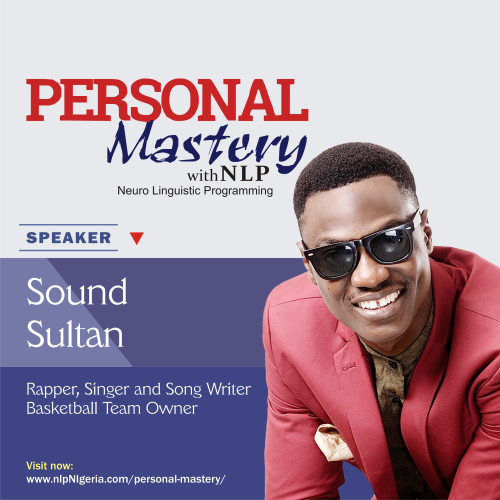 PERSONAL
Mastery
with NLP
Neuro Linguistic Programming
SPEAKER
Sound
Sultan
Rapper, Singer and Song Writer
Basketball Team Owner
Visit now:
www.nlpNIgeria.com/personal-mastery/